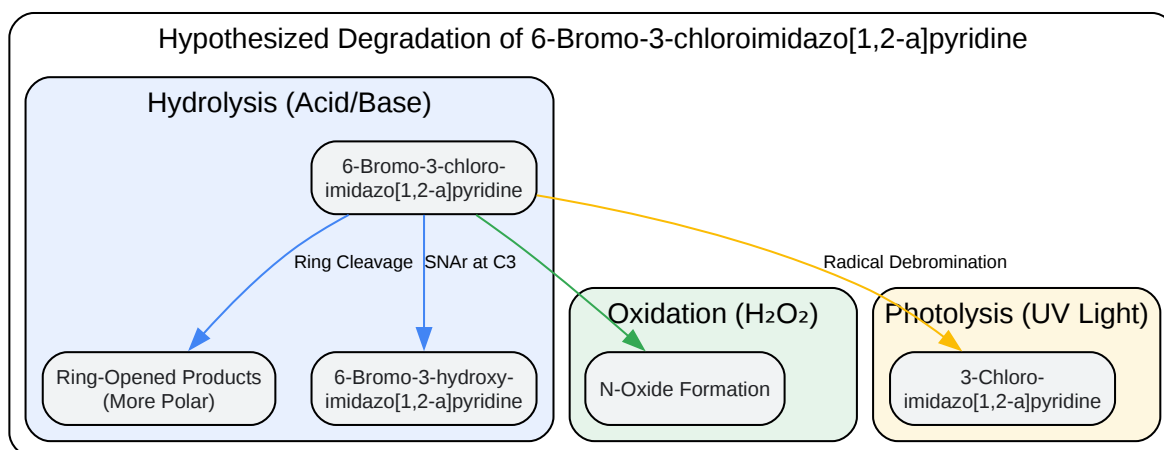 Hypothesized Degradation of 6-Bromo-3-chloroimidazo[1,2-a]pyridine
Hydrolysis (Acid/Base)
6-Bromo-3-chloro-
imidazo[1,2-a]pyridine
Ring Cleavage
SNAr at C3
Radical Debromination
Oxidation (H₂O₂)
Photolysis (UV Light)
Ring-Opened Products
(More Polar)
6-Bromo-3-hydroxy-
imidazo[1,2-a]pyridine
N-Oxide Formation
3-Chloro-
imidazo[1,2-a]pyridine